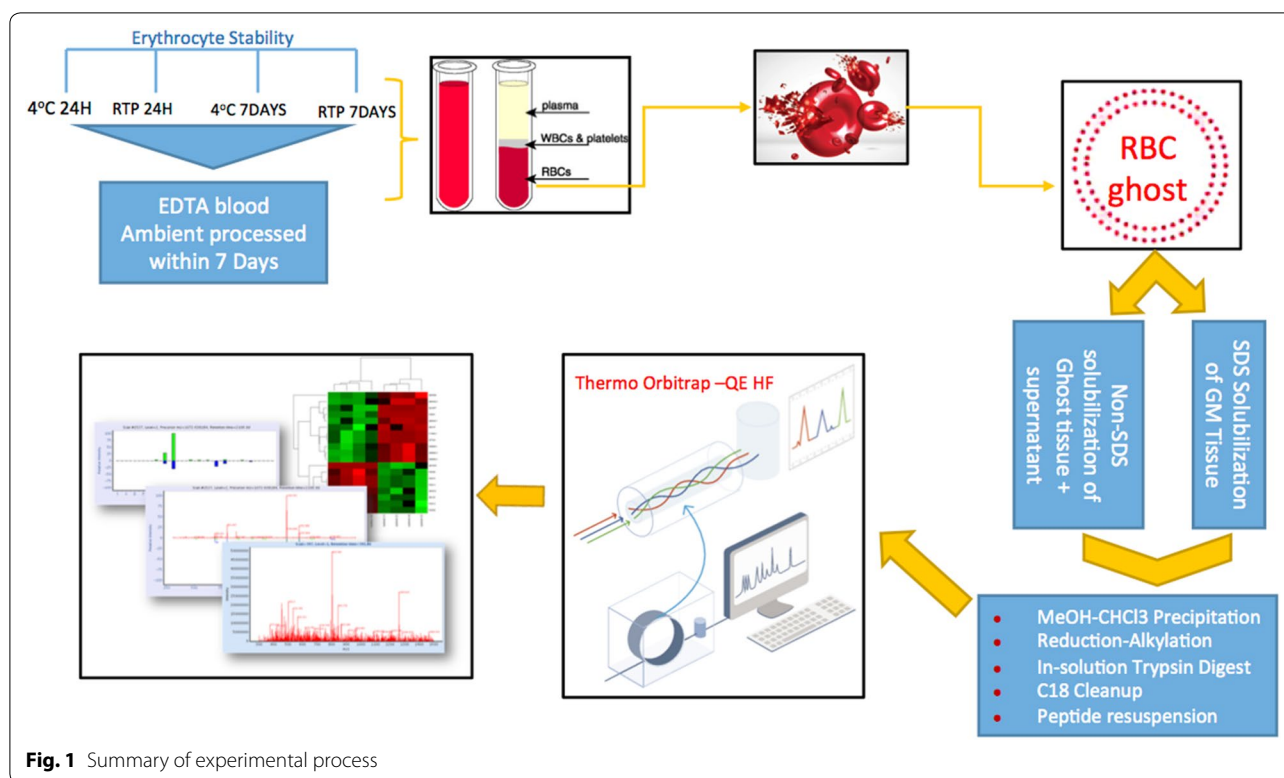 Erythrocyte Stability
4°C 24H
RTP 24H
4°C 7DAYS
RTP 7DAYS
EDTA blood
Ambient processed
within 7 Days
plasma
WBCs & platelets
RBCs
RBC
ghost
Non-SDS
solubilization of
Ghost tissue +
supernatant
SDS Solubilization
of GM Tissue
• MeOH-CHCl3 Precipitation
• Reduction-Alkylation
• In-solution Trypsin Digest
• C18 Cleanup
• Peptide resuspension
Thermo Orbitrap –QE HF
Fig. 1 Summary of experimental process